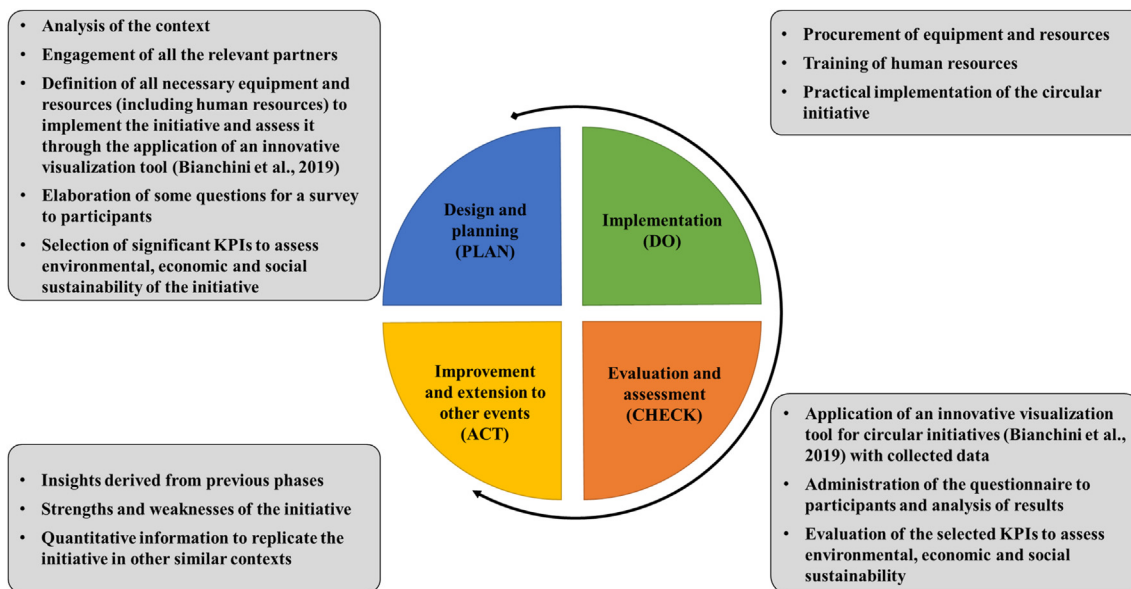 • Analysis of the context
• Engagement of all the relevant partners
• Definition of all necessary equipment and
resources (including human resources) to
implement the initiative and assess it
through the application of an innovative
visualization tool (Bianchini et al., 2019)
• Elaboration of some questions for a survey
to participants
• Selection of significant KPIs to assess
environmental, economic and social
sustainability of the initiative
• Procurement of equipment and resources
• Training of human resources
• Practical implementation of the circular
initiative
Design and
planning
(PLAN)
Implementation
(DO)
Improvement
and extension to
other events
(ACT)
Evaluation and
assessment
(CHECK)
• Insights derived from previous phases
• Strengths and weaknesses of the initiative
• Quantitative information to replicate the
initiative in other similar contexts
• Application of an innovative visualization
tool for circular initiatives (Bianchini et al.,
2019) with collected data
• Administration of the questionnaire to
participants and analysis of results
• Evaluation of the selected KPIs to assess
environmental, economic and social
sustainability